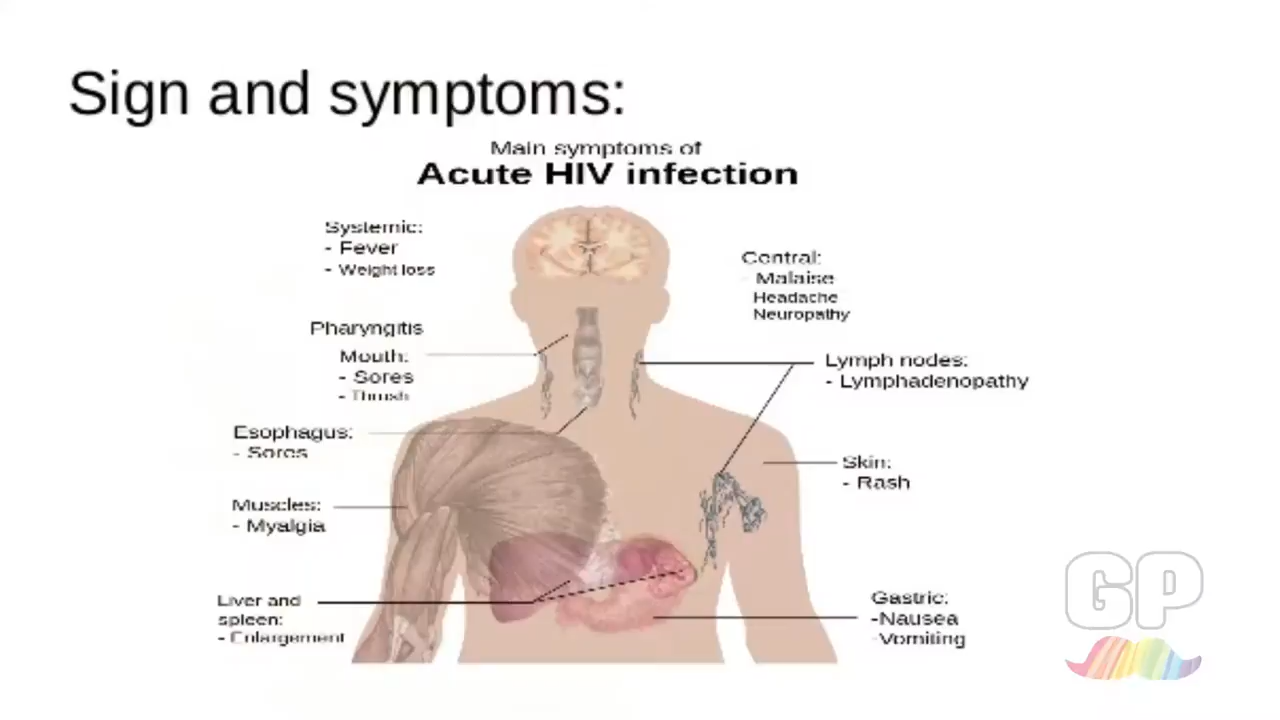 Sign and symptoms:
Main symptoms of
Acute HIV infection
Systemic:
- Fever
- Weight loss
Central:
- Malaise
Headache
Neuropathy
Pharyngitis
Mouth:
- Sores
- Thrush
Lymph nodes:
- Lymphadenopathy
Esophagus:
- Sores
Skin:
- Rash
Muscles:
- Myalgia
Liver and
spleen:
- Enlargement
Gastric:
-Nausea
-Vomiting
GP